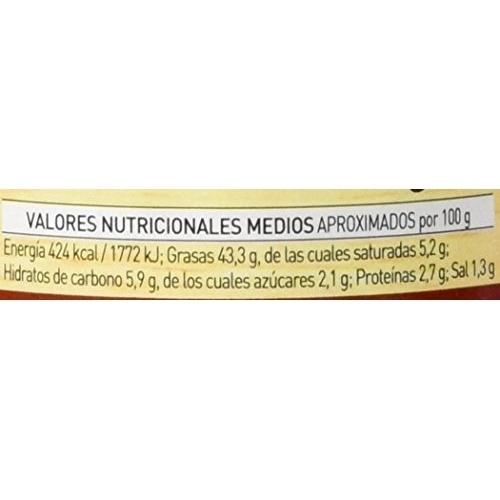 VALORES NUTRICIONALES MEDIOS APROXIMADOS por 100 g
Energía 424 kcal / 1772 kJ; Grasas 43,3 g, de las cuales saturadas 5,2 g;
Hidratos de carbono 5,9 g, de los cuales azúcares 2,1 g; Proteínas 2,7 g; Sal 1,3 g